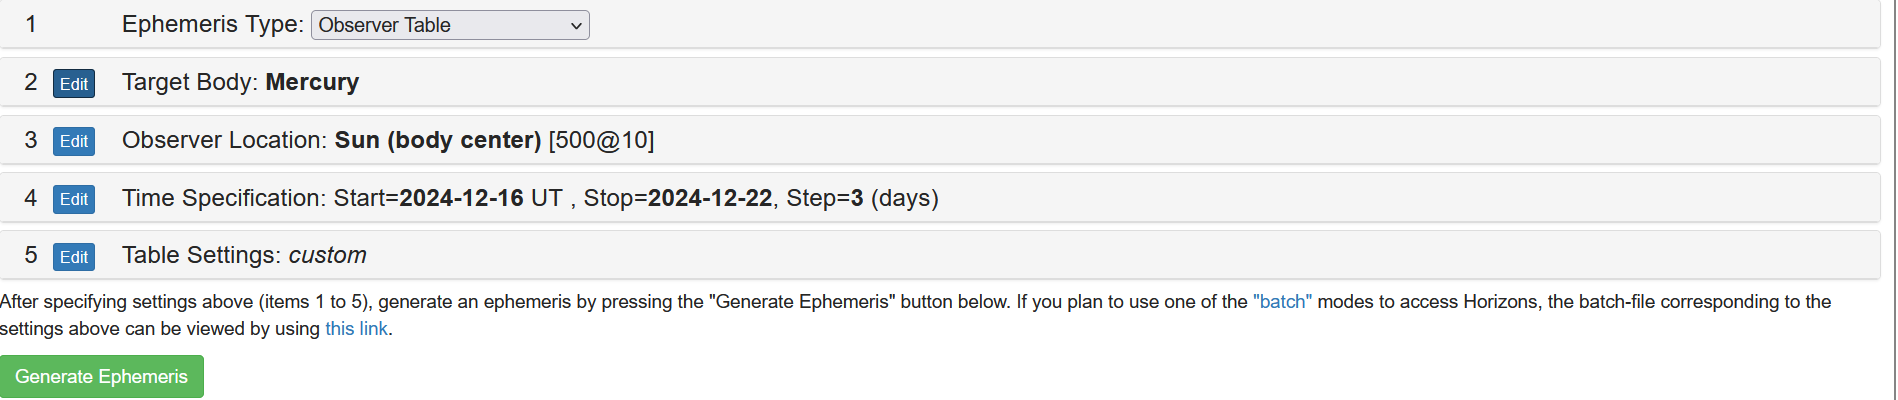 1 Ephemeris Type: Observer Table
2 Edit Target Body: Mercury
3 Edit Observer Location: Sun (body center) [500@10]
4 Edit Time Specification: Start=2024-12-16 UT , Stop=2024-12-22, Step=3 (days)
5 Edit Table Settings: custom
After specifying settings above (items 1 to 5), generate an ephemeris by pressing the "Generate Ephemeris" button below. If you plan to use one of the "batch" modes to access Horizons, the batch-file corresponding to the
settings above can be viewed by using this link.
Generate Ephemeris